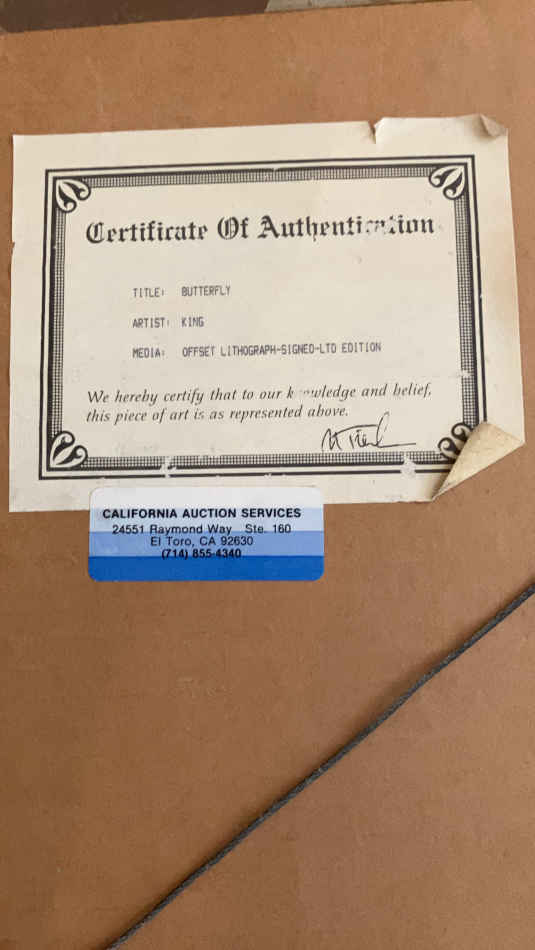 Certificate Of Authentication
TITLE: BUTTERFLY
ARTIST: KING
MEDIA: OFFSET LITHOGRAPH-SIGNED-LTD EDITION
We hereby certify that to our knowledge and belief,
this piece of art is as represented above.
CALIFORNIA AUCTION SERVICES
24551 Raymond Way Ste. 160
El Toro, CA 92630
(714) 855-4340